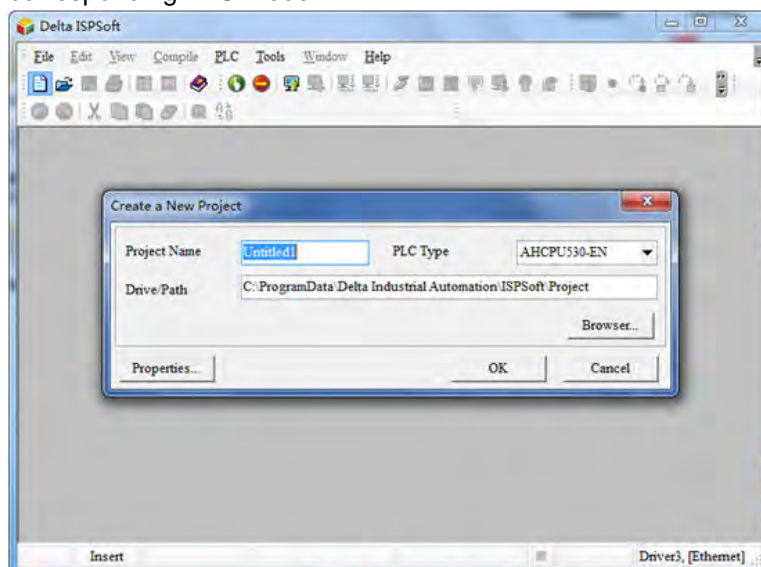 Delta ISPSoft
File Edit View Compile PLC Tools Window Help
Create a New Project
Project Name Untitled1 PLC Type AHCPU530-EN
Drive/Path C:\ProgramData\Delta Industrial Automation\ISPSoft\Project
Browser...
Properties... OK Cancel
Insert Driver3, [Ethernet]